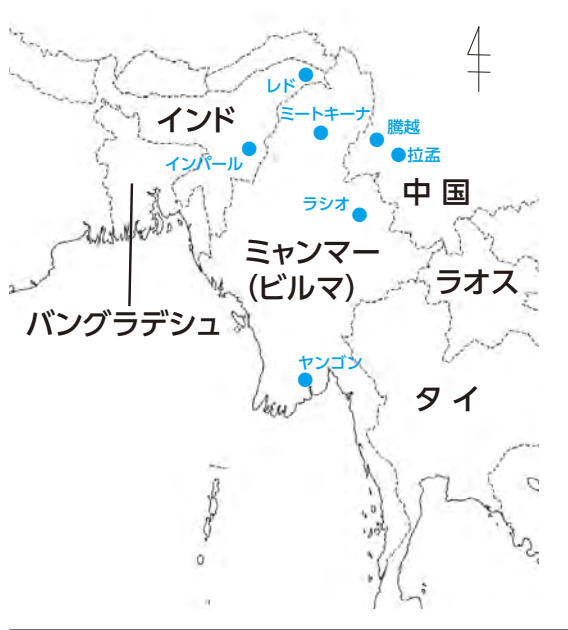 レド
インド
ミートキーナ
騰越
インパール
拉孟
中国
ラシオ
ミャンマー
(ビルマ)
ラオス
バングラデシュ
ヤンゴン
タイ